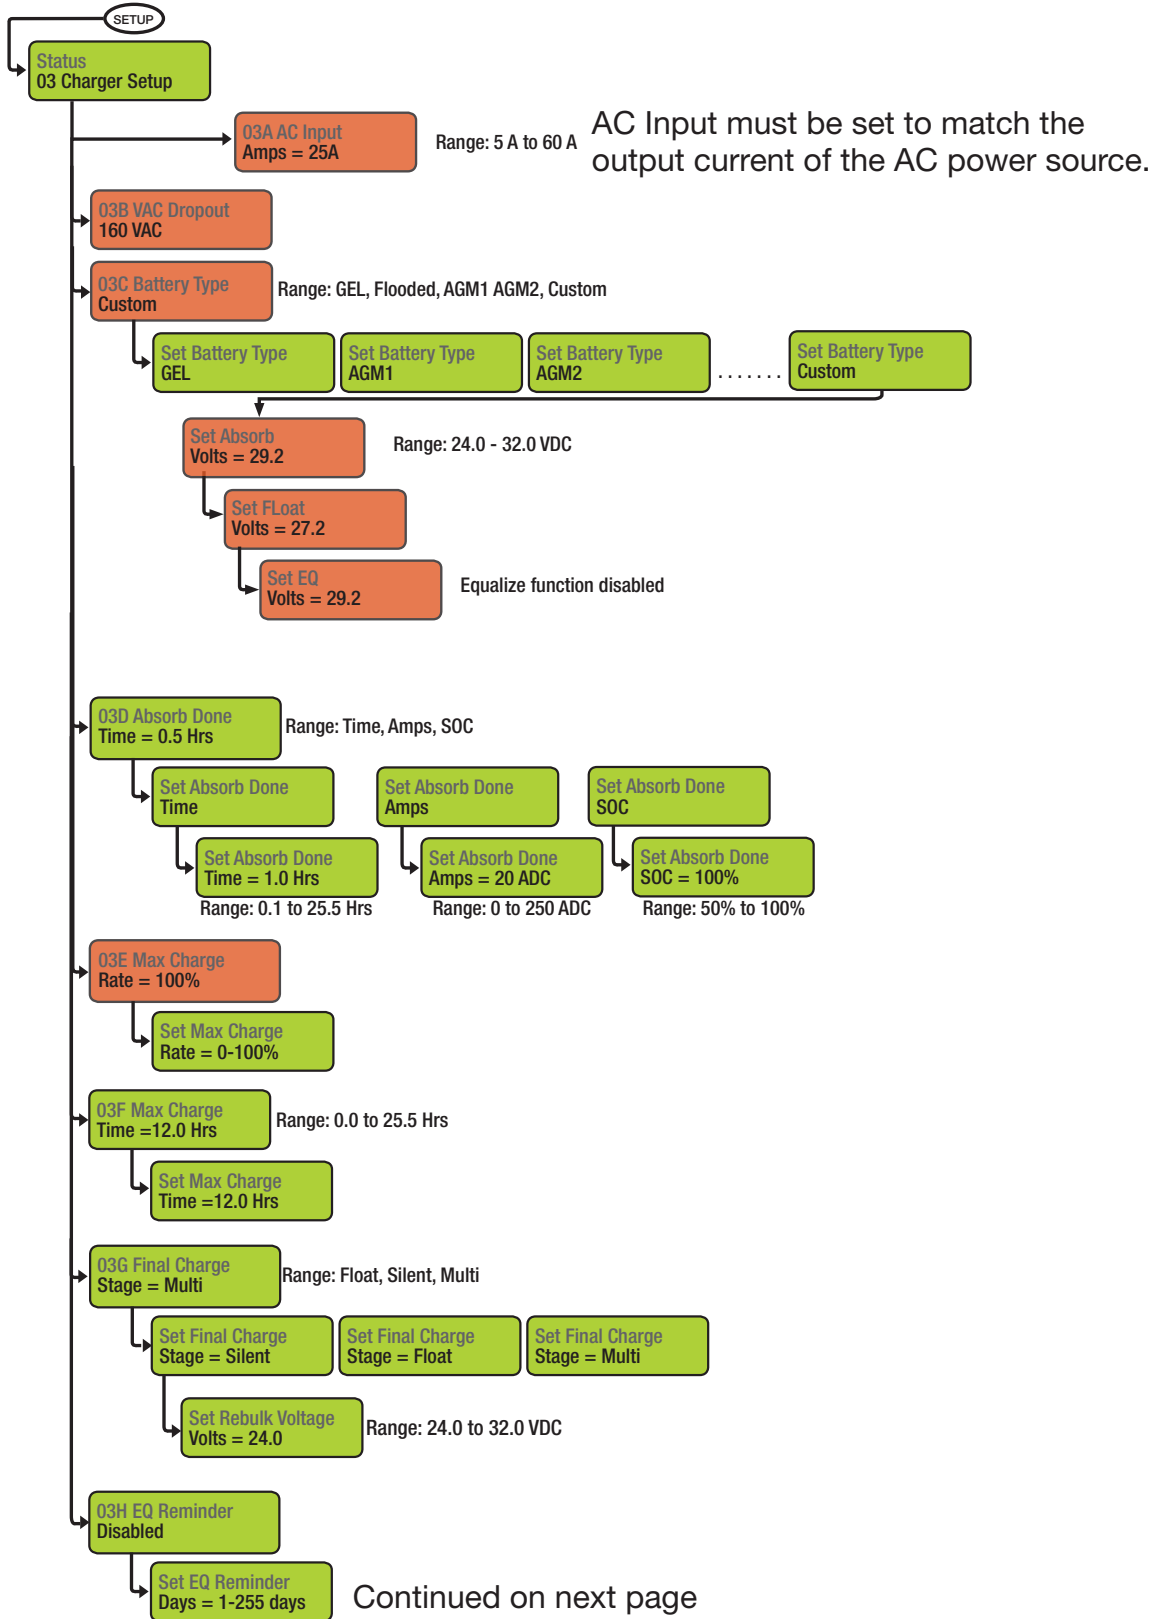 SETUP
Status
03 Charger Setup
03A AC Input
Amps = 25A
Range: 5 A to 60 A
AC Input must be set to match the
output current of the AC power source.
03B VAC Dropout
160 VAC
03C Battery Type
Custom
Range: GEL, Flooded, AGM1 AGM2, Custom
Set Battery Type
GEL
Set Battery Type
AGM1
Set Battery Type
AGM2
.......
Set Battery Type
Custom
Set Absorb
Volts = 29.2
Range: 24.0 - 32.0 VDC
Set FLoat
Volts = 27.2
Set EQ
Volts = 29.2
Equalize function disabled
03D Absorb Done
Time = 0.5 Hrs
Range: Time, Amps, SOC
Set Absorb Done
Time
Set Absorb Done
Amps
Set Absorb Done
SOC
Set Absorb Done
Time = 1.0 Hrs
Range: 0.1 to 25.5 Hrs
Set Absorb Done
Amps = 20 ADC
Range: 0 to 250 ADC
Set Absorb Done
SOC = 100%
Range: 50% to 100%
03E Max Charge
Rate = 100%
Set Max Charge
Rate = 0-100%
03F Max Charge
Time =12.0 Hrs
Range: 0.0 to 25.5 Hrs
Set Max Charge
Time =12.0 Hrs
03G Final Charge
Stage = Multi
Range: Float, Silent, Multi
Set Final Charge
Stage = Silent
Set Final Charge
Stage = Float
Set Final Charge
Stage = Multi
Set Rebulk Voltage
Volts = 24.0
Range: 24.0 to 32.0 VDC
03H EQ Reminder
Disabled
Set EQ Reminder
Days = 1-255 days
Continued on next page